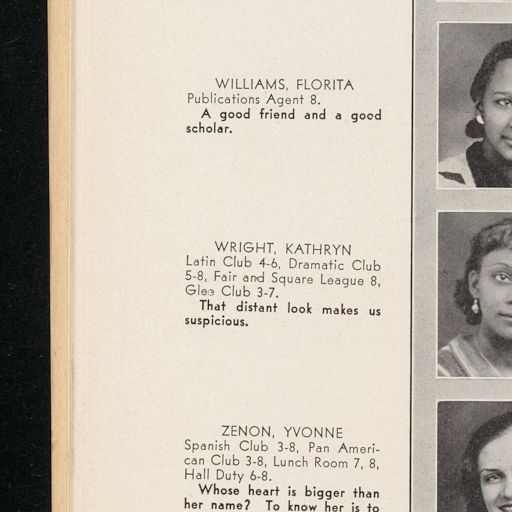 WILLIAMS, FLORITA
Publications Agent 8.
A good friend and a good
scholar.
WRIGHT, KATHRYN
Latin Club 4-6, Dramatic Club
5-8, Fair and Square League 8,
Glee Club 3-7.
That distant look makes us
suspicious.
ZENON, YVONNE
Spanish Club 3-8, Pan Ameri-
can Club 3-8, Lunch Room 7, 8,
Hall Duty 6-8.
Whose heart is bigger than
her name? To know her is to